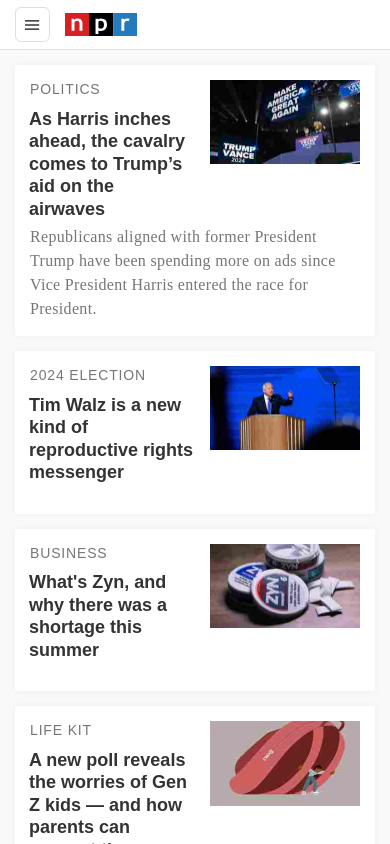 npr
POLITICS
As Harris inches
ahead, the cavalry
comes to Trump’s
aid on the
airwaves
MAKE
AMERICA
GREAT
AGAIN
TRUMP
VANCE
2024
Republicans aligned with former President
Trump have been spending more on ads since
Vice President Harris entered the race for
President.
2024 ELECTION
Tim Walz is a new
kind of
reproductive rights
messenger
BUSINESS
What's Zyn, and
why there was a
shortage this
summer
ZYN
ZYN
LIFE KIT
A new poll reveals
the worries of Gen
Z kids — and how
parents can